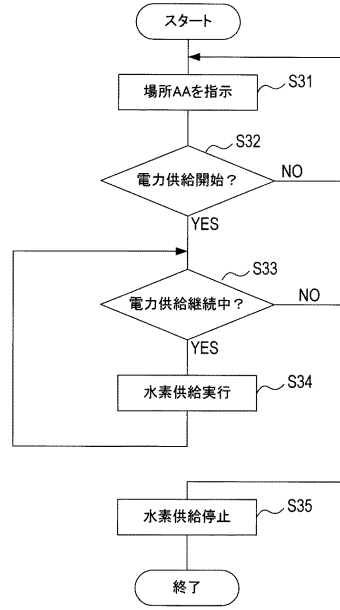 スタート
場所AAを指示
S31
S32
電力供給開始？
NO
YES
S33
電力供給継続中？
NO
YES
水素供給実行
S34
水素供給停止
S35
終了